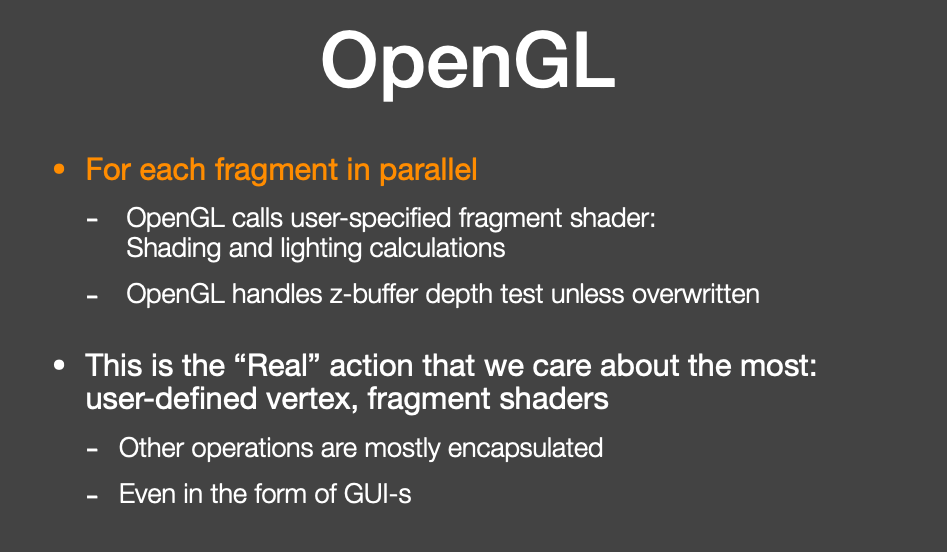 OpenGL
• For each fragment in parallel
- OpenGL calls user-specified fragment shader:
Shading and lighting calculations
- OpenGL handles z-buffer depth test unless overwritten
• This is the “Real” action that we care about the most:
user-defined vertex, fragment shaders
- Other operations are mostly encapsulated
- Even in the form of GUI-s